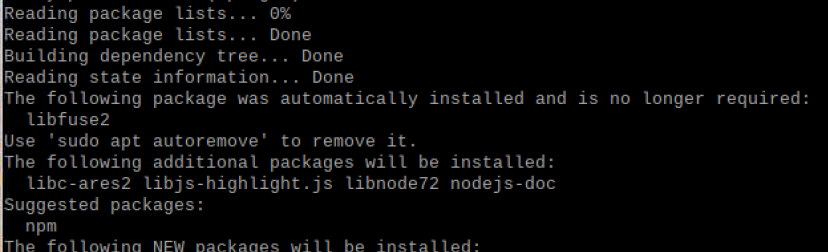 Reading package lists... 0%
Reading package lists... Done
Building dependency tree... Done
Reading state information... Done
The following package was automatically installed and is no longer required:
libfuse2
Use 'sudo apt autoremove' to remove it.
The following additional packages will be installed:
libc-ares2 libjs-highlight.js libnode72 nodejs-doc
Suggested packages:
npm
The following NEW packages will be installed: